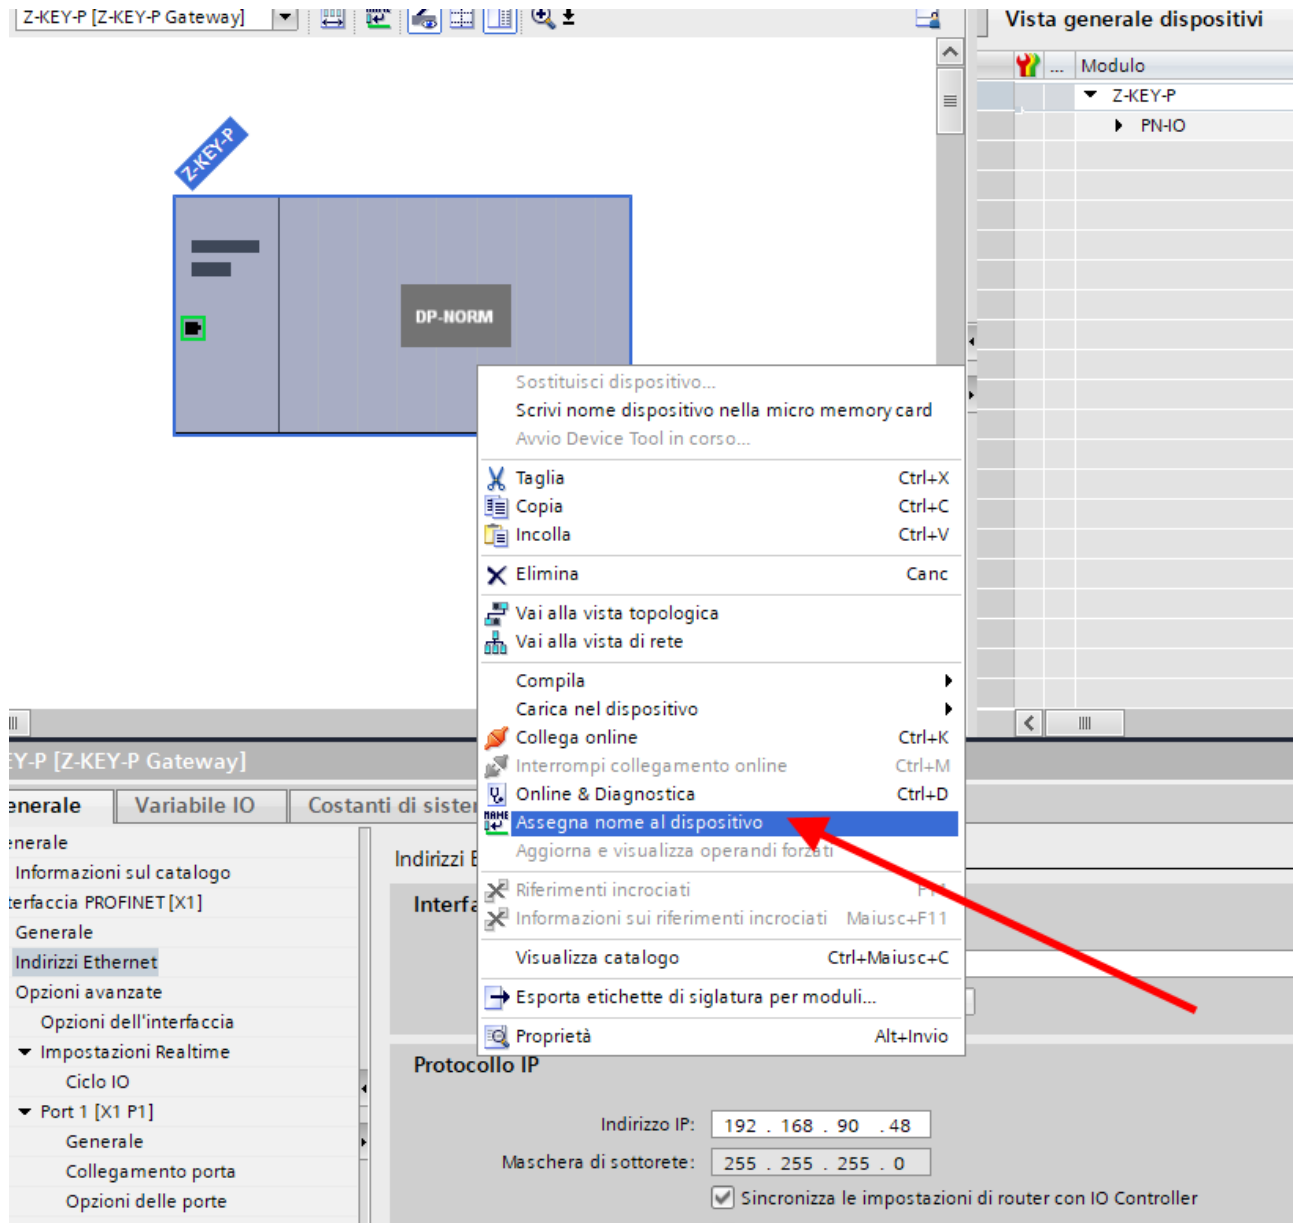 Z-KEY-P [Z-KEY-P Gateway]
Vista generale dispositivi
... Modulo
Z-KEY-P
PN-IO
Z-KEY-P
DP-NORM
Sostituisci dispositivo...
Scrivi nome dispositivo nella micro memory card
Avvio Device Tool in corso...
Taglia Ctrl+X
Copia Ctrl+C
Incolla Ctrl+V
Elimina Canc
Vai alla vista topologica
Vai alla vista di rete
Compila
Carica nel dispositivo
Collega online Ctrl+K
Interrompi collegamento online Ctrl+M
Online & Diagnostica Ctrl+D
NAME Assegna nome al dispositivo
Aggiorna e visualizza operandi forzati
Riferimenti incrociati F11
Informazioni sui riferimenti incrociati Maiusc+F11
Visualizza catalogo Ctrl+Maiusc+C
Esporta etichette di siglatura per moduli...
Proprietà Alt+Invio
EY-P [Z-KEY-P Gateway]
enerale Variabile IO Costanti di sister
enerale
Informazioni sul catalogo
terfaccia PROFINET [X1]
Generale
Indirizzi Ethernet
Opzioni avanzate
Opzioni dell'interfaccia
Impostazioni Realtime
Ciclo IO
Port 1 [X1 P1]
Generale
Collegamento porta
Opzioni delle porte
Indirizzi E
Interfa
Protocollo IP
Indirizzo IP: 192 . 168 . 90 . 48
Maschera di sottorete: 255 . 255 . 255 . 0
Sincronizza le impostazioni di router con IO Controller